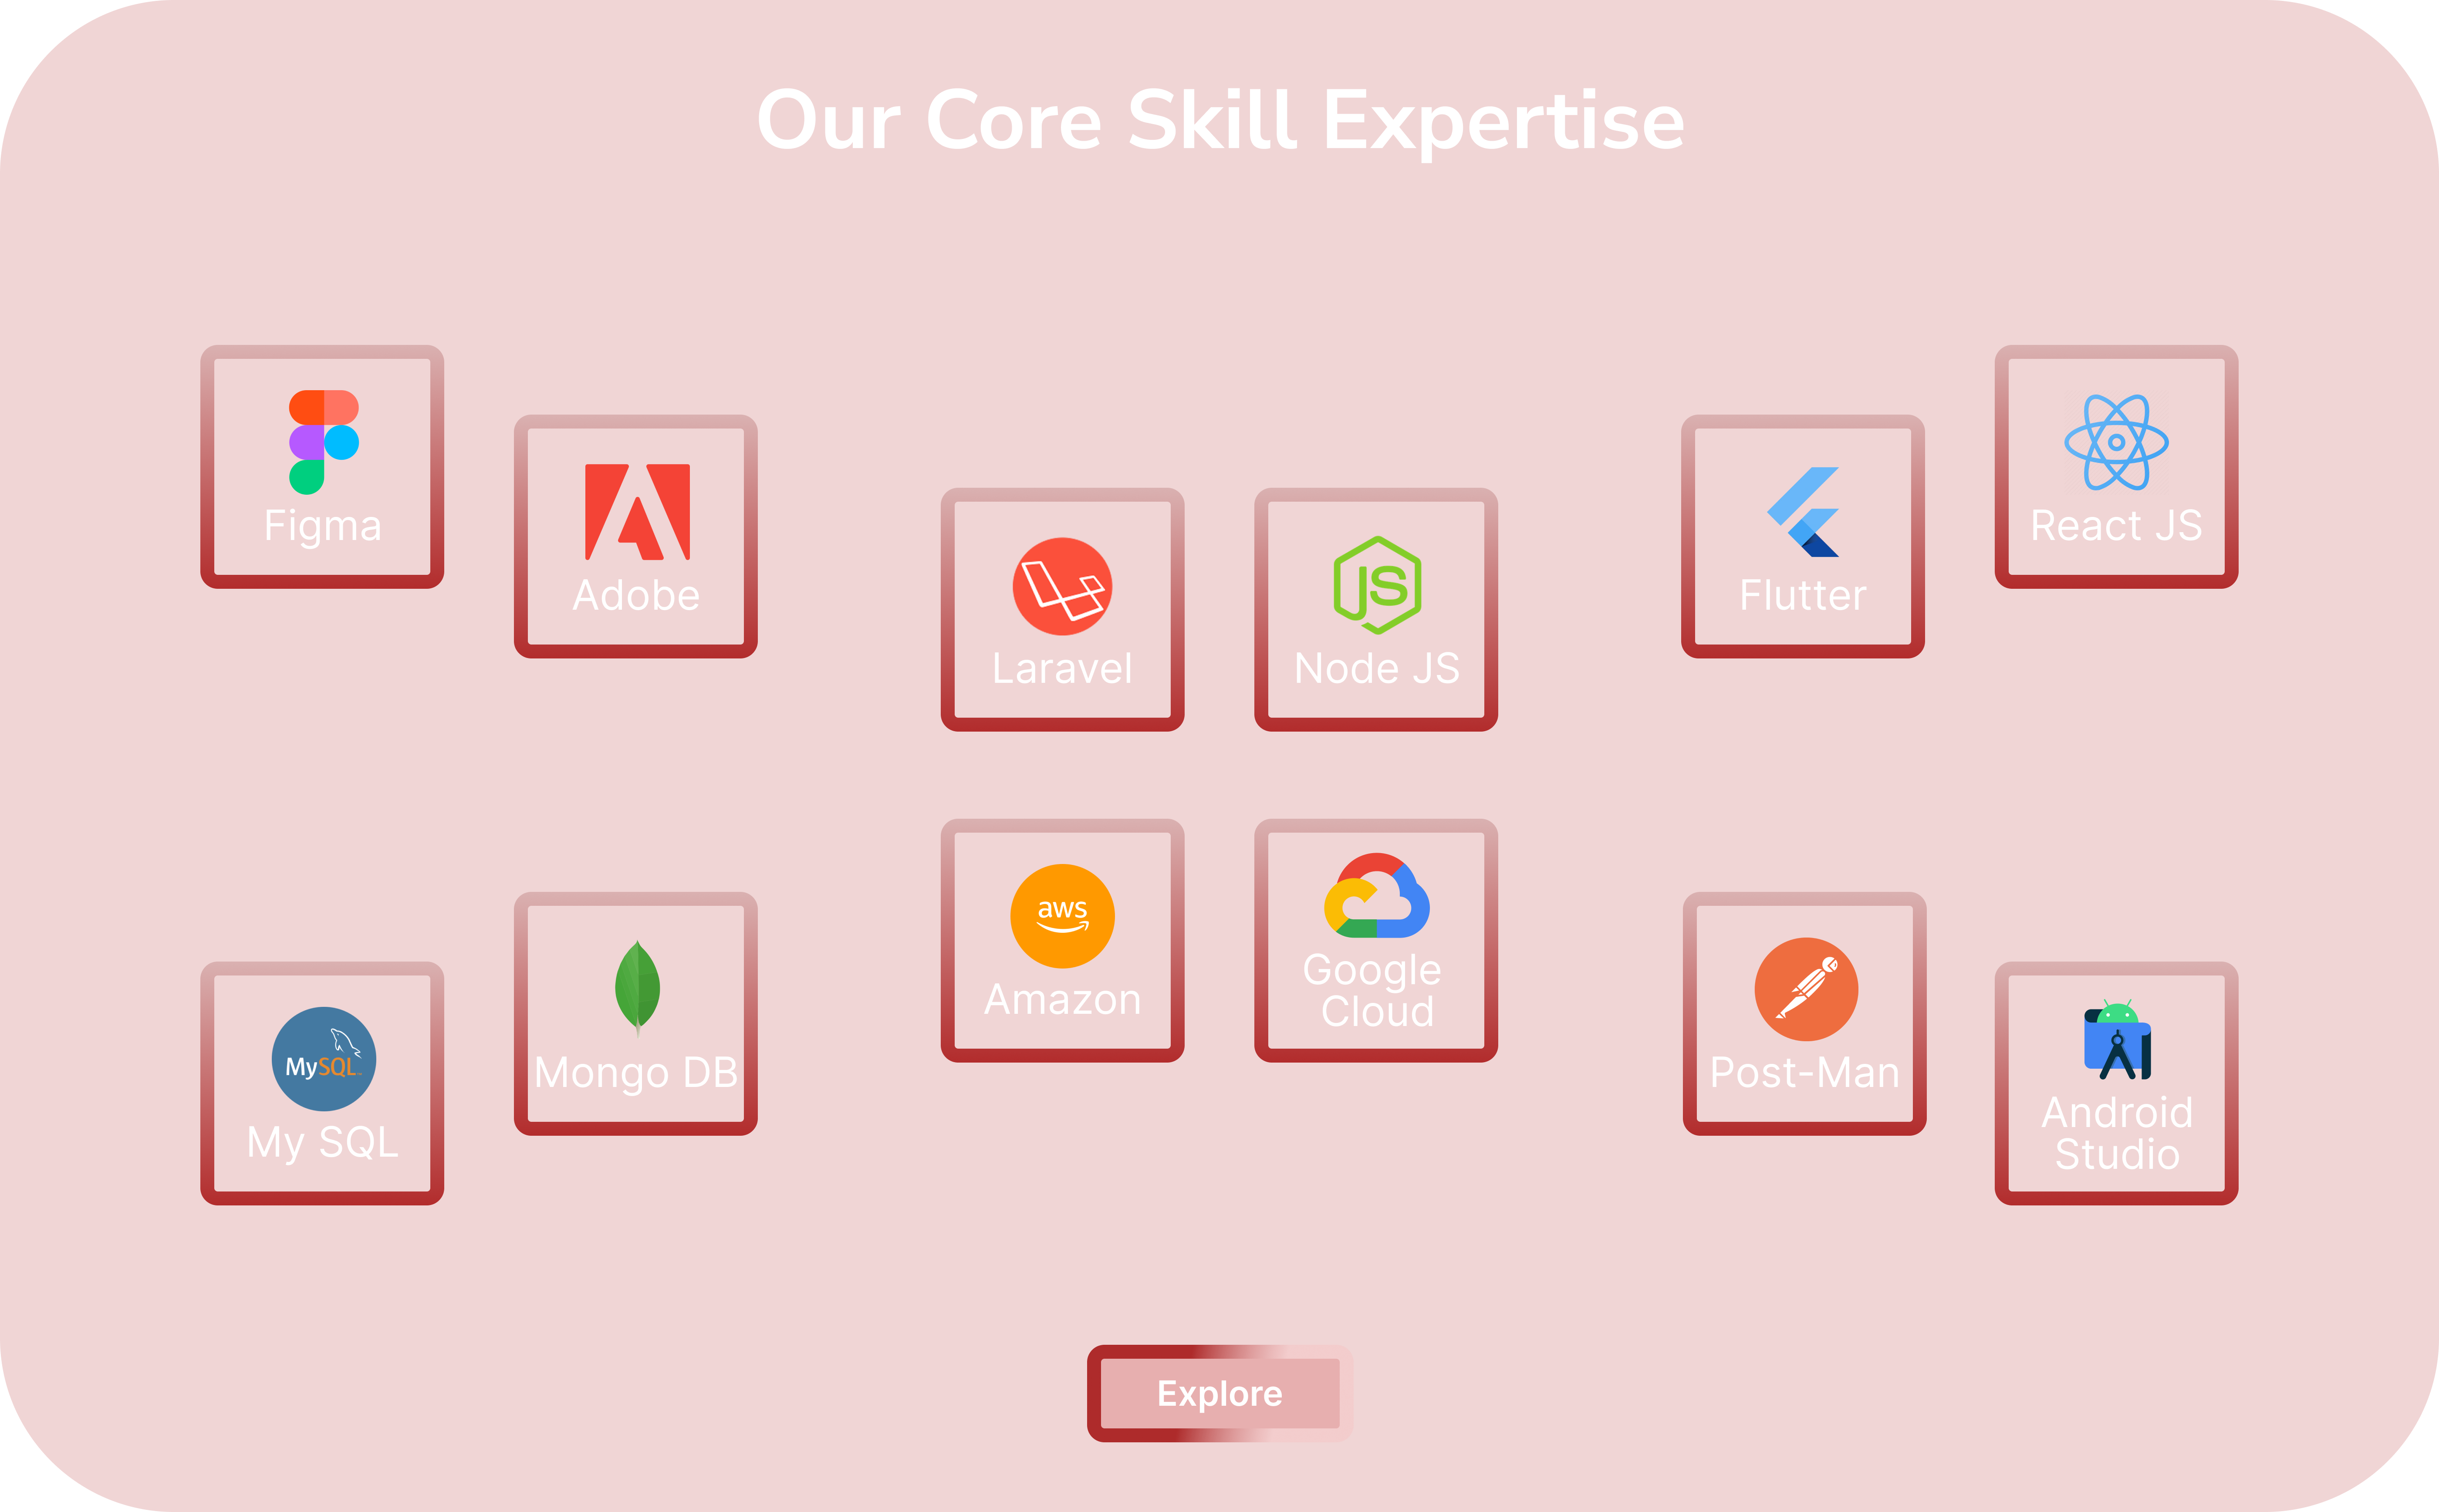 Our Core Skill Expertise
Figma
Adobe
Laravel
JS
Node JS
Flutter
React JS
MySQL
My SQL
Mongo DB
aws
Amazon
Google
Cloud
Post-Man
Android
Studio
Explore